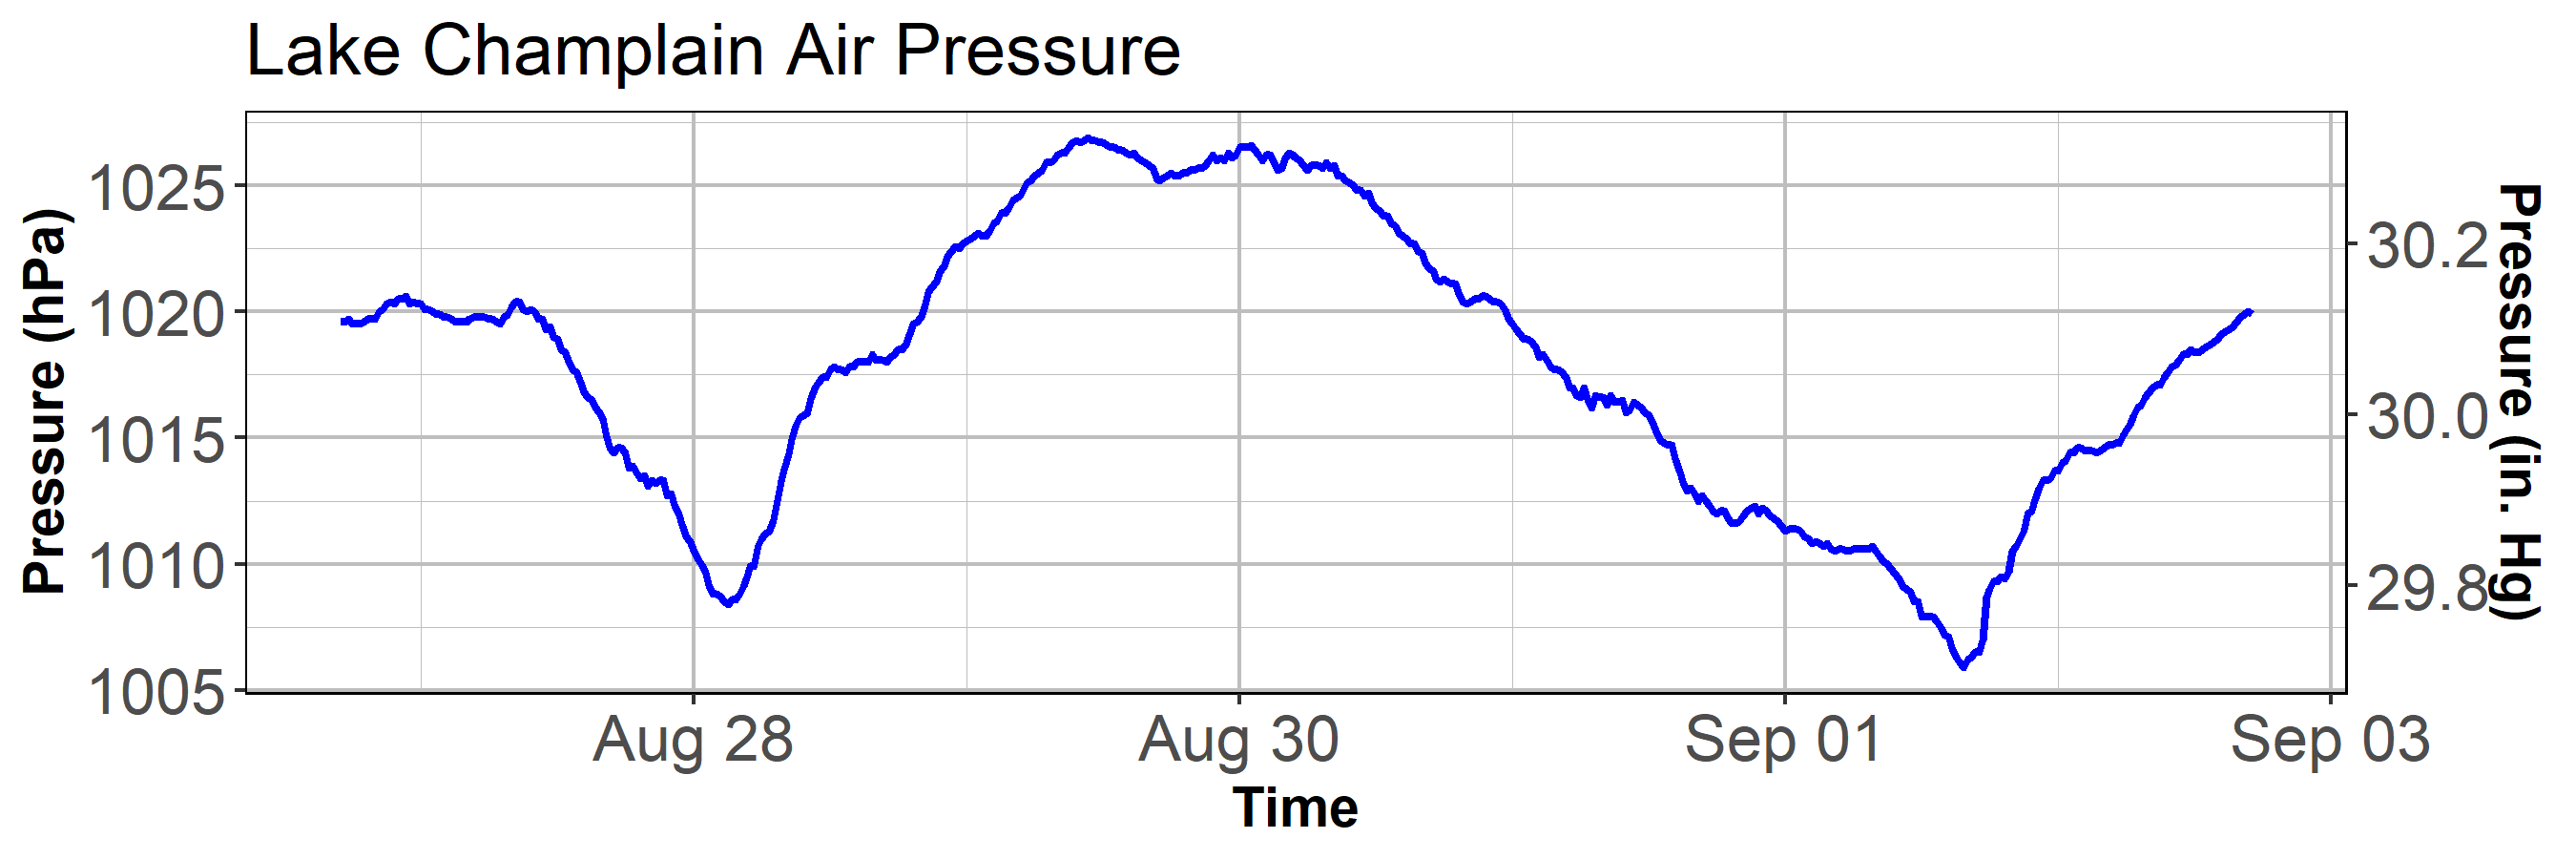 Lake Champlain Air Pressure
Pressure (hPa)
1025
1020
1015
1010
1005
30.2
30.0
29.8
Pressure (in. Hg)
Aug 28
Aug 30
Sep 01
Sep 03
Time